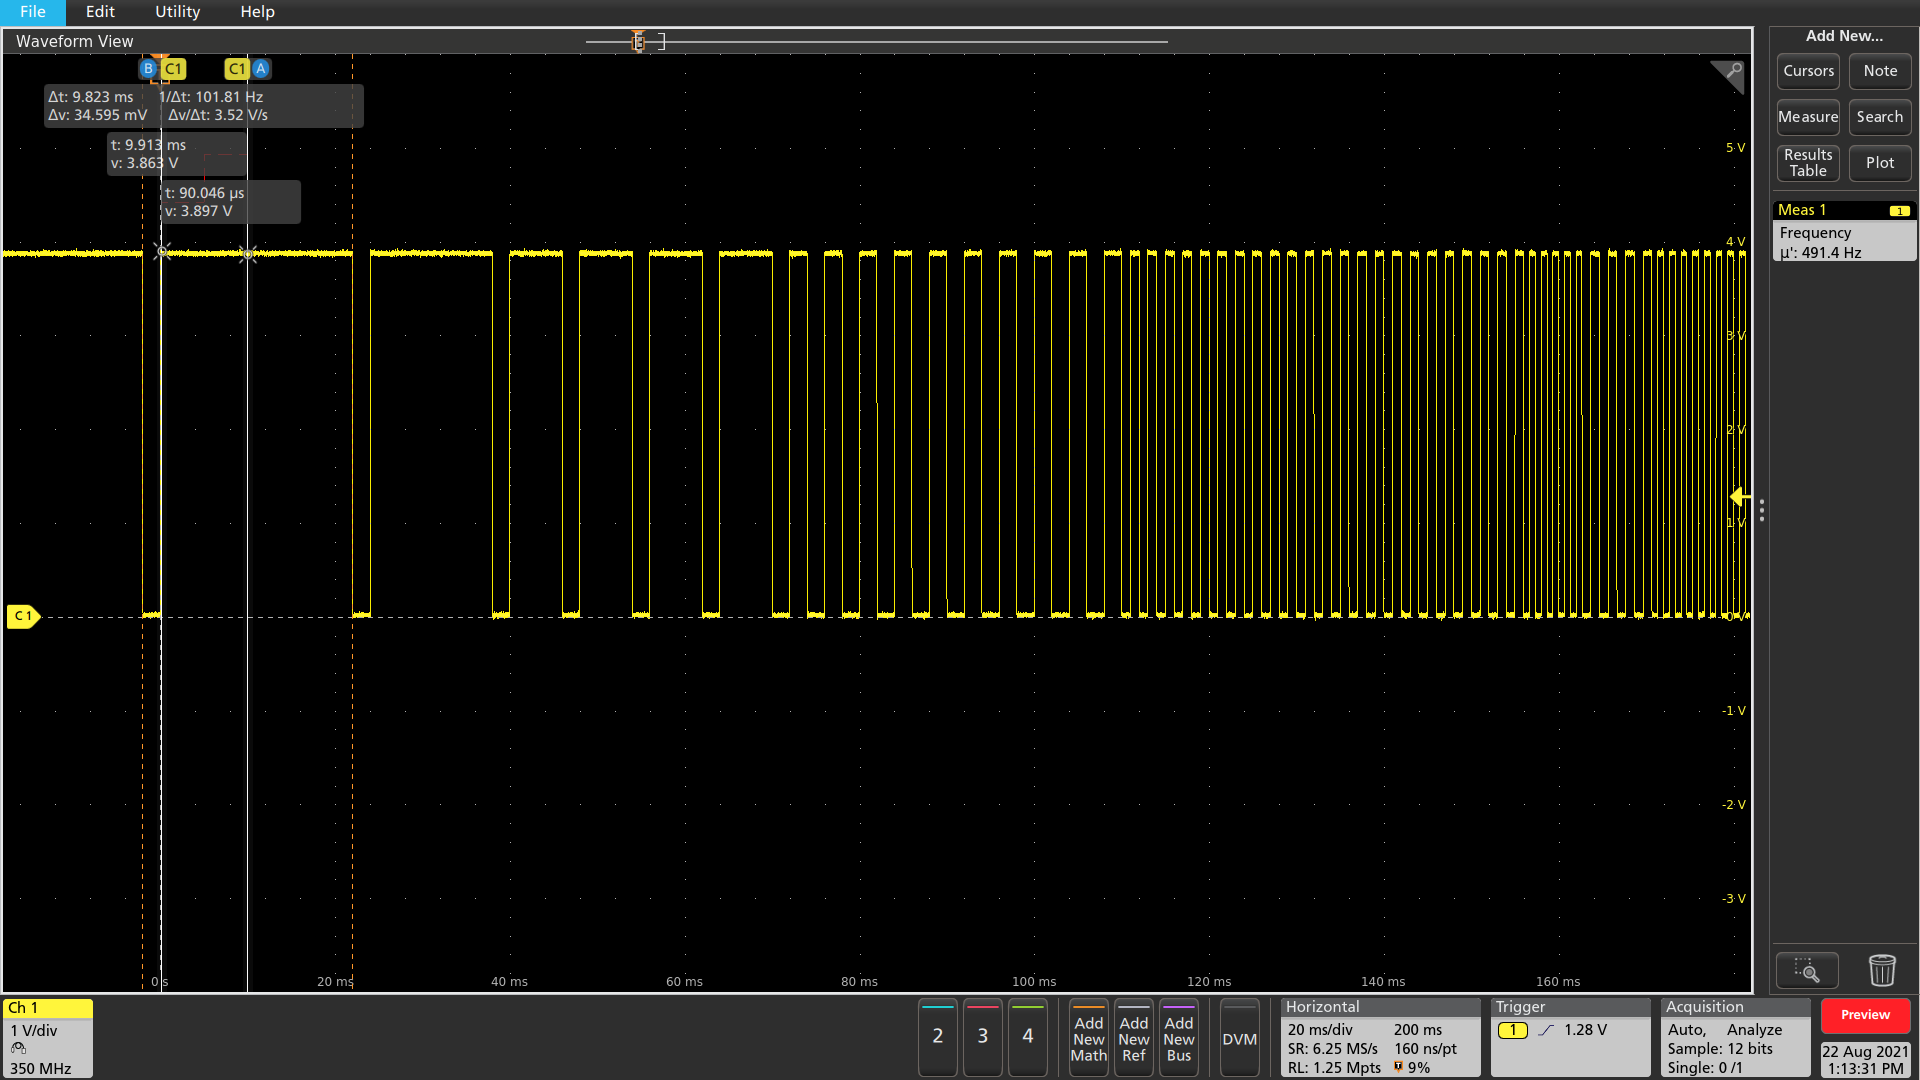 File Edit Utility Help
Waveform View
Add New...
Cursors Note
Measure Search
Results Table Plot
B C1 C1 A
Δt: 9.823 ms 1/Δt: 101.81 Hz
Δv: 34.595 mV Δv/Δt: 3.52 V/s
t: 9.913 ms
v: 3.863 V
t: 90.046 µs
v: 3.897 V
Meas 1 1
Frequency
µ': 491.4 Hz
5 V
4 V
3 V
2 V
1 V
C 1
0 V
-1 V
-2 V
-3 V
0 s 20 ms 40 ms 60 ms 80 ms 100 ms 120 ms 140 ms 160 ms
Ch 1
1 V/div
350 MHz
2 3 4
Add New Math
Add New Ref
Add New Bus
DVM
Horizontal
20 ms/div 200 ms
SR: 6.25 MS/s 160 ns/pt
RL: 1.25 Mpts 9%
Trigger
1 1.28 V
Acquisition
Auto, Analyze
Sample: 12 bits
Single: 0 /1
Preview
22 Aug 2021
1:13:31 PM